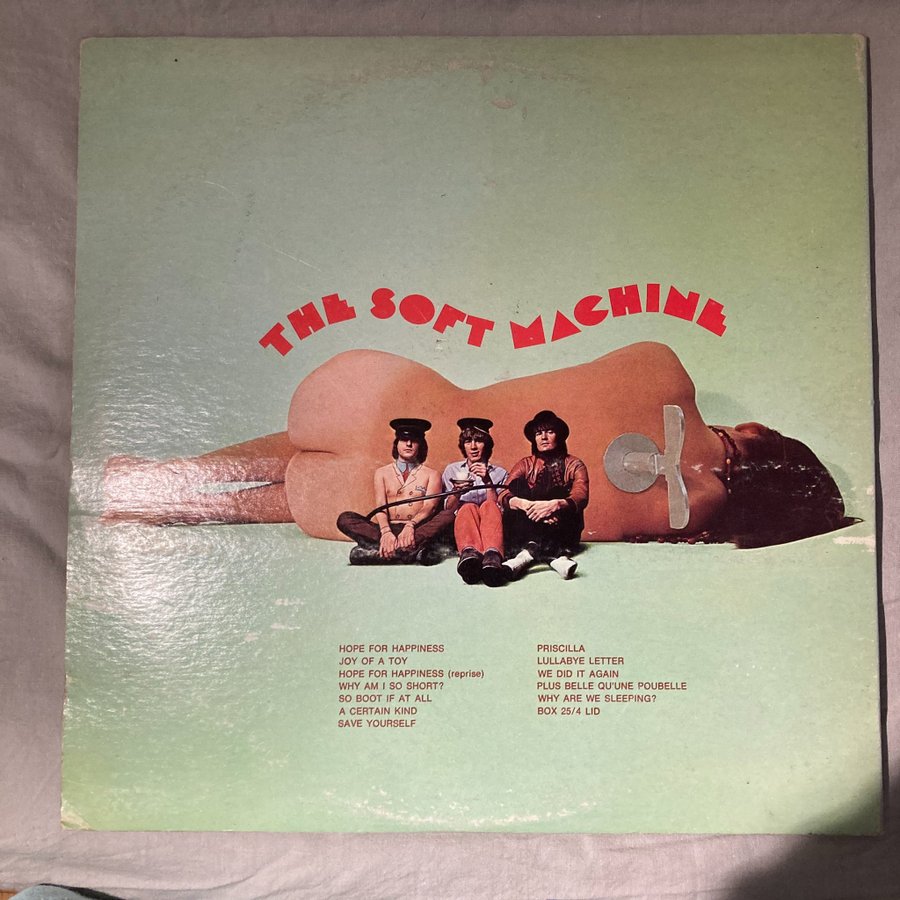 THE SOFT MACHINE
HOPE FOR HAPPINESS
JOY OF A TOY
HOPE FOR HAPPINESS (reprise)
WHY AM I SO SHORT?
SO BOOT IF AT ALL
A CERTAIN KIND
SAVE YOURSELF
PRISCILLA
LULLABYE LETTER
WE DID IT AGAIN
PLUS BELLE QU'UNE POUBELLE
WHY ARE WE SLEEPING?
BOX 25/4 LID